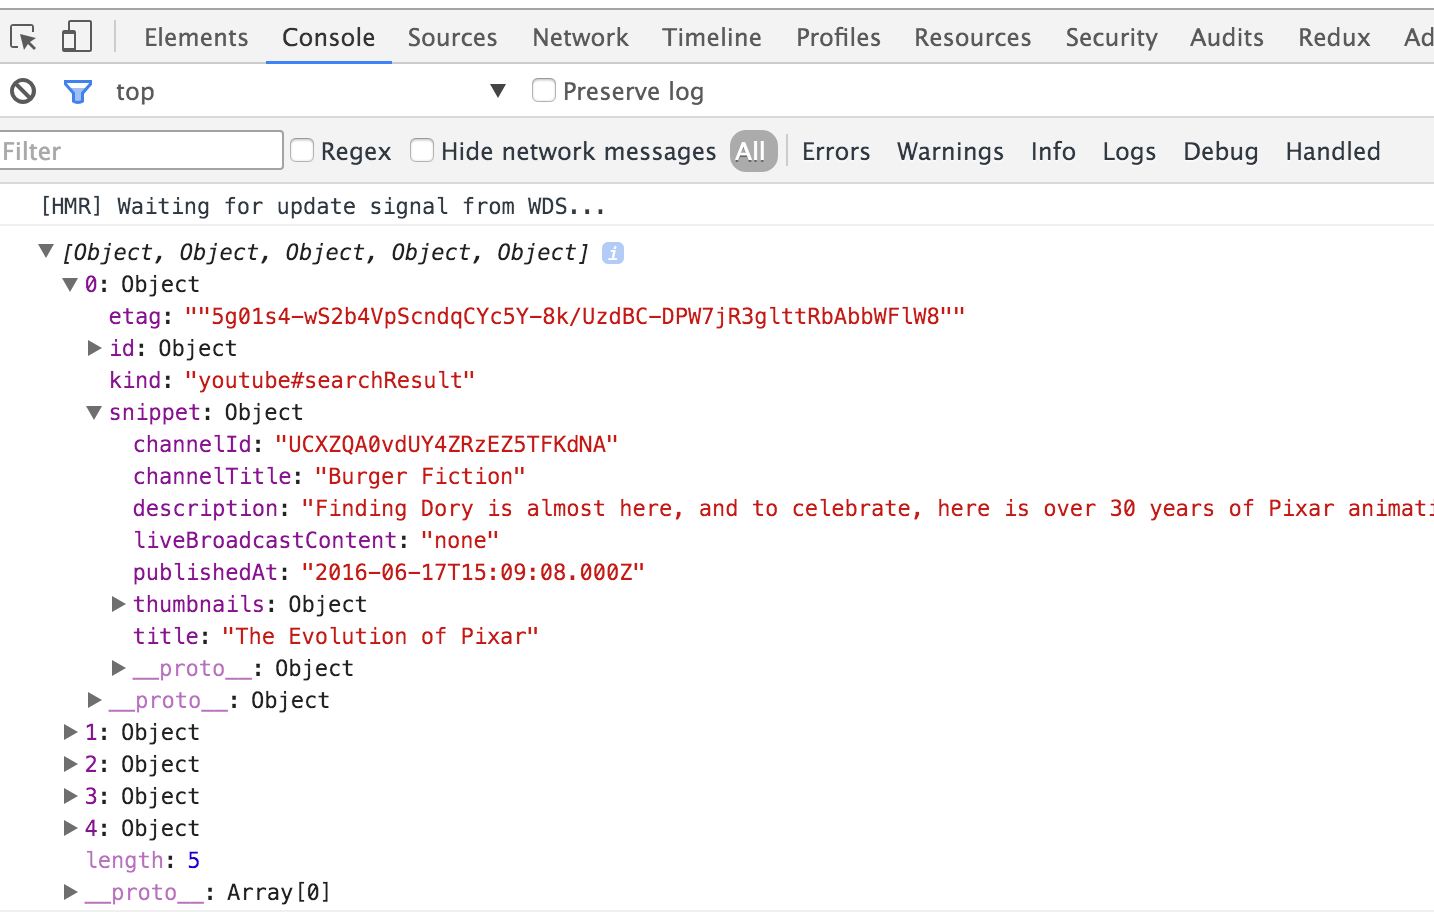 Elements Console Sources Network Timeline Profiles Resources Security Audits Redux Ad
top Preserve log
Filter Regex Hide network messages All Errors Warnings Info Logs Debug Handled
[HMR] Waiting for update signal from WDS...
[Object, Object, Object, Object, Object] i
0: Object
etag: ""5g01s4-wS2b4VpScndqCYc5Y-8k/UzdBC-DPW7jR3glttRbAbbWFlW8""
id: Object
kind: "youtube#searchResult"
snippet: Object
channelId: "UCXZQA0vdUY4ZRzEZ5TFKdNA"
channelTitle: "Burger Fiction"
description: "Finding Dory is almost here, and to celebrate, here is over 30 years of Pixar animati
liveBroadcastContent: "none"
publishedAt: "2016-06-17T15:09:08.000Z"
thumbnails: Object
title: "The Evolution of Pixar"
__proto__: Object
__proto__: Object
1: Object
2: Object
3: Object
4: Object
length: 5
__proto__: Array[0]